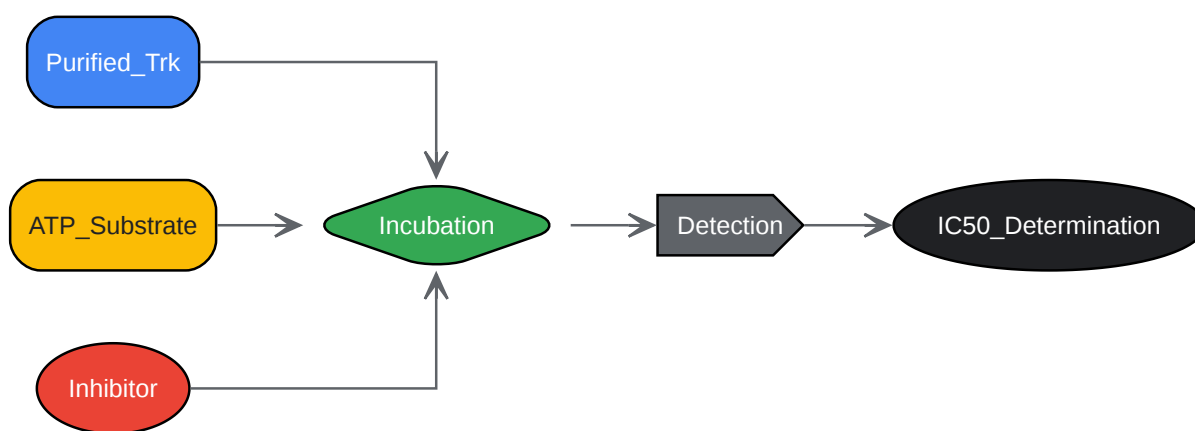 Purified_Trk
ATP_Substrate
Incubation
Detection
IC50_Determination
Inhibitor